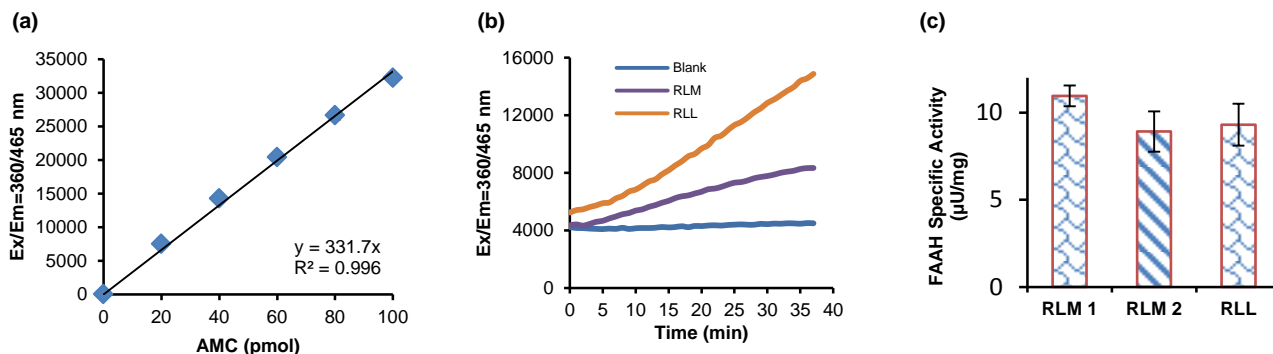 (a)
Ex/Em=360/465 nm
35000
30000
25000
20000
15000
10000
5000
0
0 20 40 60 80 100
AMC (pmol)
y = 331.7x
R² = 0.996
(b)
Ex/Em=360/465 nm
16000
12000
8000
4000
0
Blank
RLM
RLL
0 5 10 15 20 25 30 35 40
Time (min)
(c)
FAAH Specific Activity
(µU/mg)
10
5
0
RLM 1 RLM 2 RLL